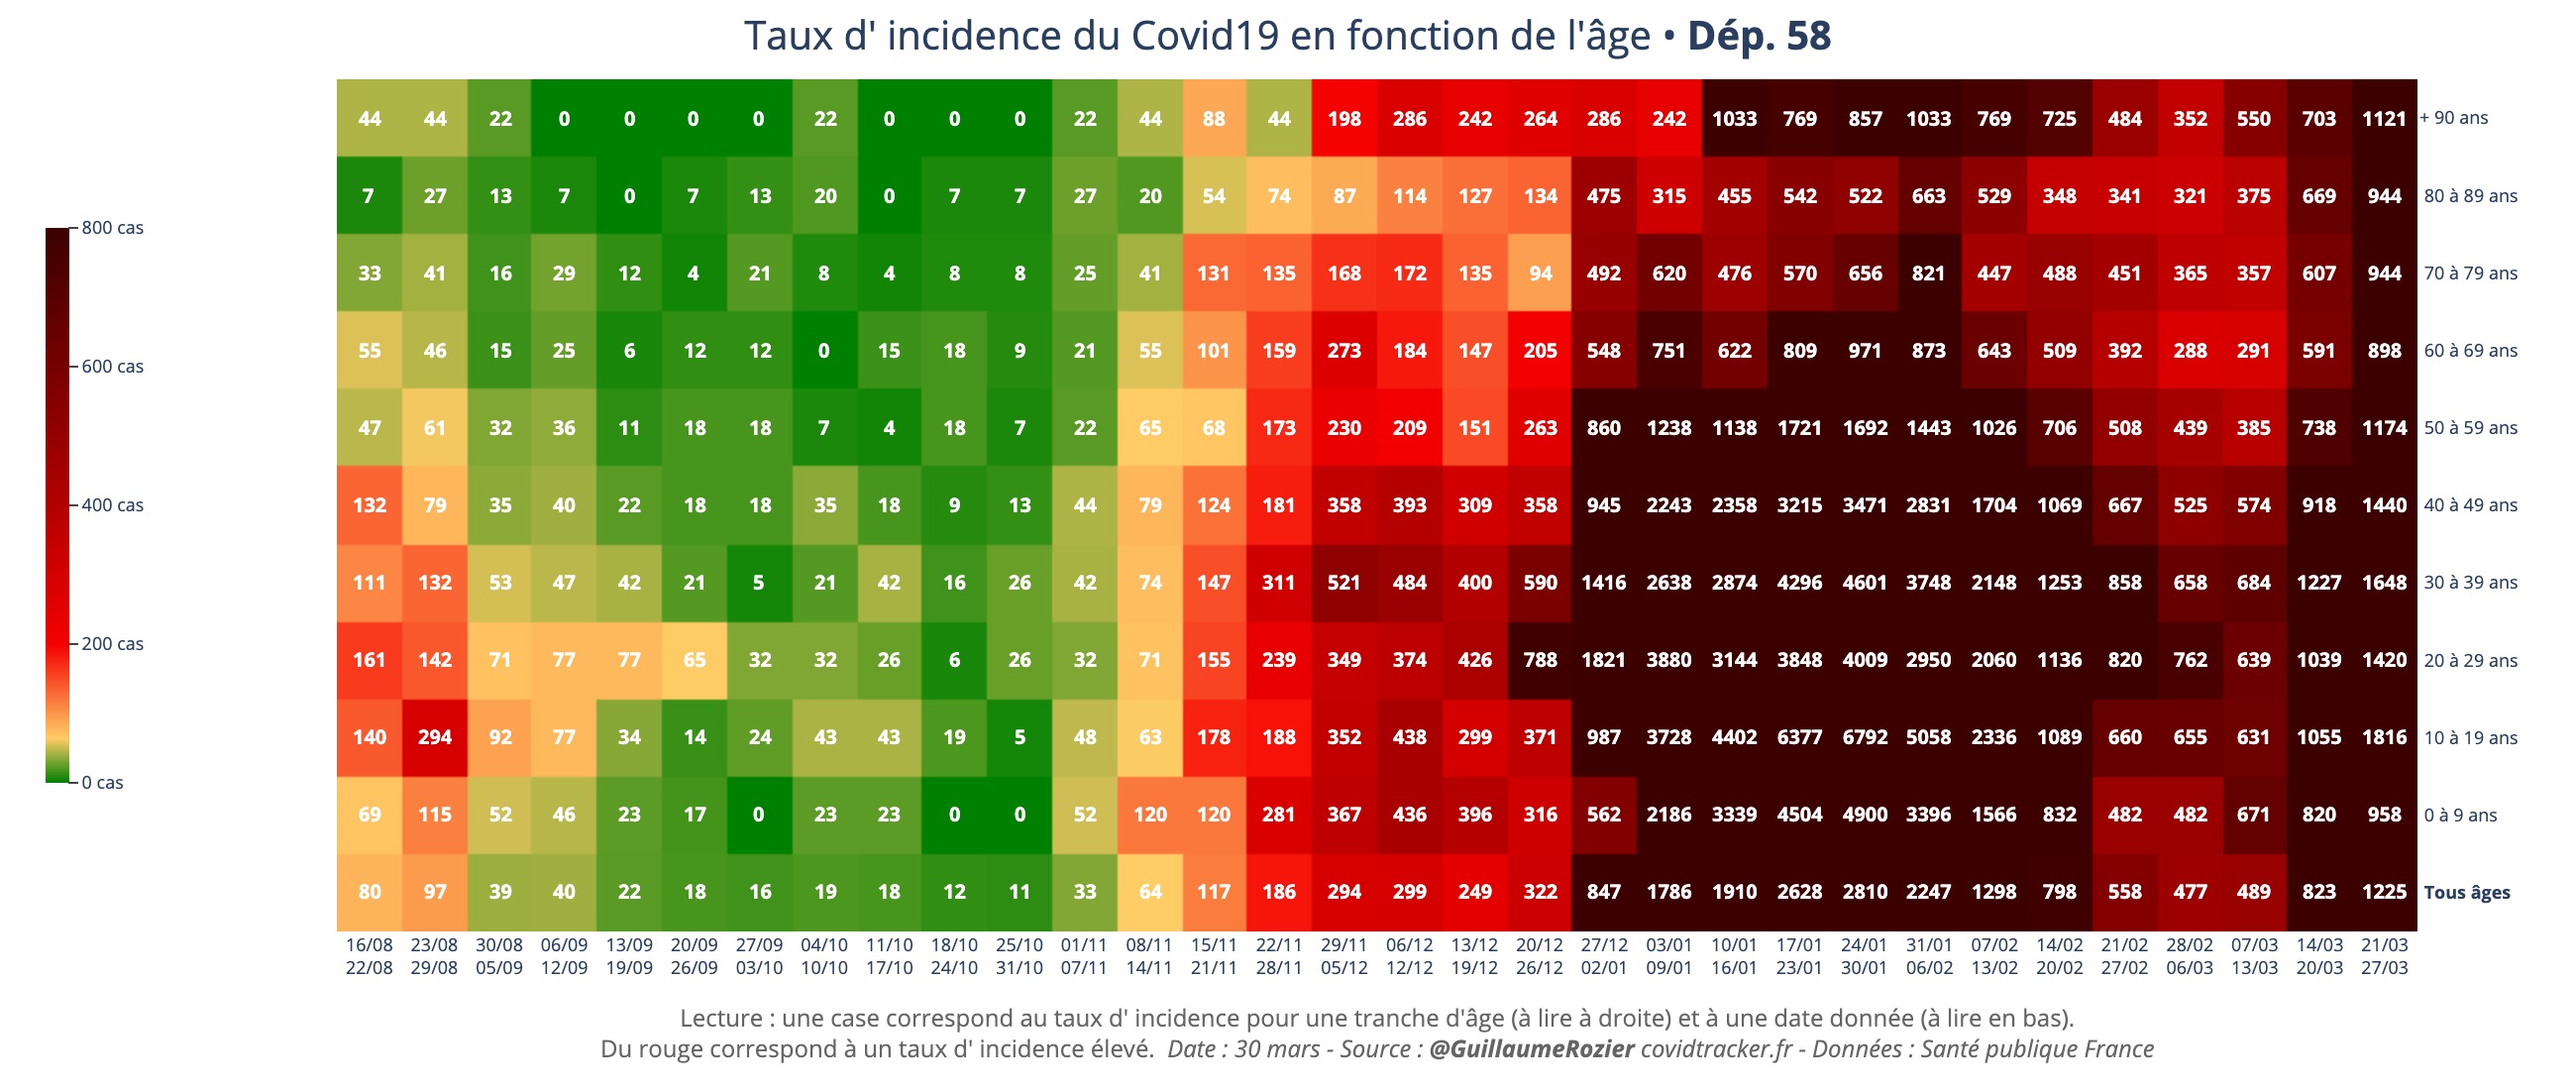 Taux d' incidence du Covid19 en fonction de l'âge • Dép. 58
44 44 22 0 0 0 0 22 0 0 0 22 44 88 44 198 286 242 264 286 242 1033 769 857 1033 769 725 484 352 550 703 1121 + 90 ans
7 27 13 7 0 7 13 20 0 7 7 27 20 54 74 87 114 127 134 475 315 455 542 522 663 529 348 341 321 375 669 944 80 à 89 ans
800 cas
33 41 16 29 12 4 21 8 4 8 8 25 41 131 135 168 172 135 94 492 620 476 570 656 821 447 488 451 365 357 607 944 70 à 79 ans
55 46 15 25 6 12 12 0 15 18 9 21 55 101 159 273 184 147 205 548 751 622 809 971 873 643 509 392 288 291 591 898 60 à 69 ans
600 cas
47 61 32 36 11 18 18 7 4 18 7 22 65 68 173 230 209 151 263 860 1238 1138 1721 1692 1443 1026 706 508 439 385 738 1174 50 à 59 ans
400 cas
132 79 35 40 22 18 18 35 18 9 13 44 79 124 181 358 393 309 358 945 2243 2358 3215 3471 2831 1704 1069 667 525 574 918 1440 40 à 49 ans
111 132 53 47 42 21 5 21 42 16 26 42 74 147 311 521 484 400 590 1416 2638 2874 4296 4601 3748 2148 1253 858 658 684 1227 1648 30 à 39 ans
200 cas
161 142 71 77 77 65 32 32 26 6 26 32 71 155 239 349 374 426 788 1821 3880 3144 3848 4009 2950 2060 1136 820 762 639 1039 1420 20 à 29 ans
140 294 92 77 34 14 24 43 43 19 5 48 63 178 188 352 438 299 371 987 3728 4402 6377 6792 5058 2336 1089 660 655 631 1055 1816 10 à 19 ans
0 cas
69 115 52 46 23 17 0 23 23 0 0 52 120 120 281 367 436 396 316 562 2186 3339 4504 4900 3396 1566 832 482 482 671 820 958 0 à 9 ans
80 97 39 40 22 18 16 19 18 12 11 33 64 117 186 294 299 249 322 847 1786 1910 2628 2810 2247 1298 798 558 477 489 823 1225 Tous âges
16/08 23/08 30/08 06/09 13/09 20/09 27/09 04/10 11/10 18/10 25/10 01/11 08/11 15/11 22/11 29/11 06/12 13/12 20/12 27/12 03/01 10/01 17/01 24/01 31/01 07/02 14/02 21/02 28/02 07/03 14/03 21/03
22/08 29/08 05/09 12/09 19/09 26/09 03/10 10/10 17/10 24/10 31/10 07/11 14/11 21/11 28/11 05/12 12/12 19/12 26/12 02/01 09/01 16/01 23/01 30/01 06/02 13/02 20/02 27/02 06/03 13/03 20/03 27/03
Lecture : une case correspond au taux d' incidence pour une tranche d'âge (à lire à droite) et à une date donnée (à lire en bas).
Du rouge correspond à un taux d' incidence élevé. Date : 30 mars - Source : @GuillaumeRozier covidtracker.fr - Données : Santé publique France